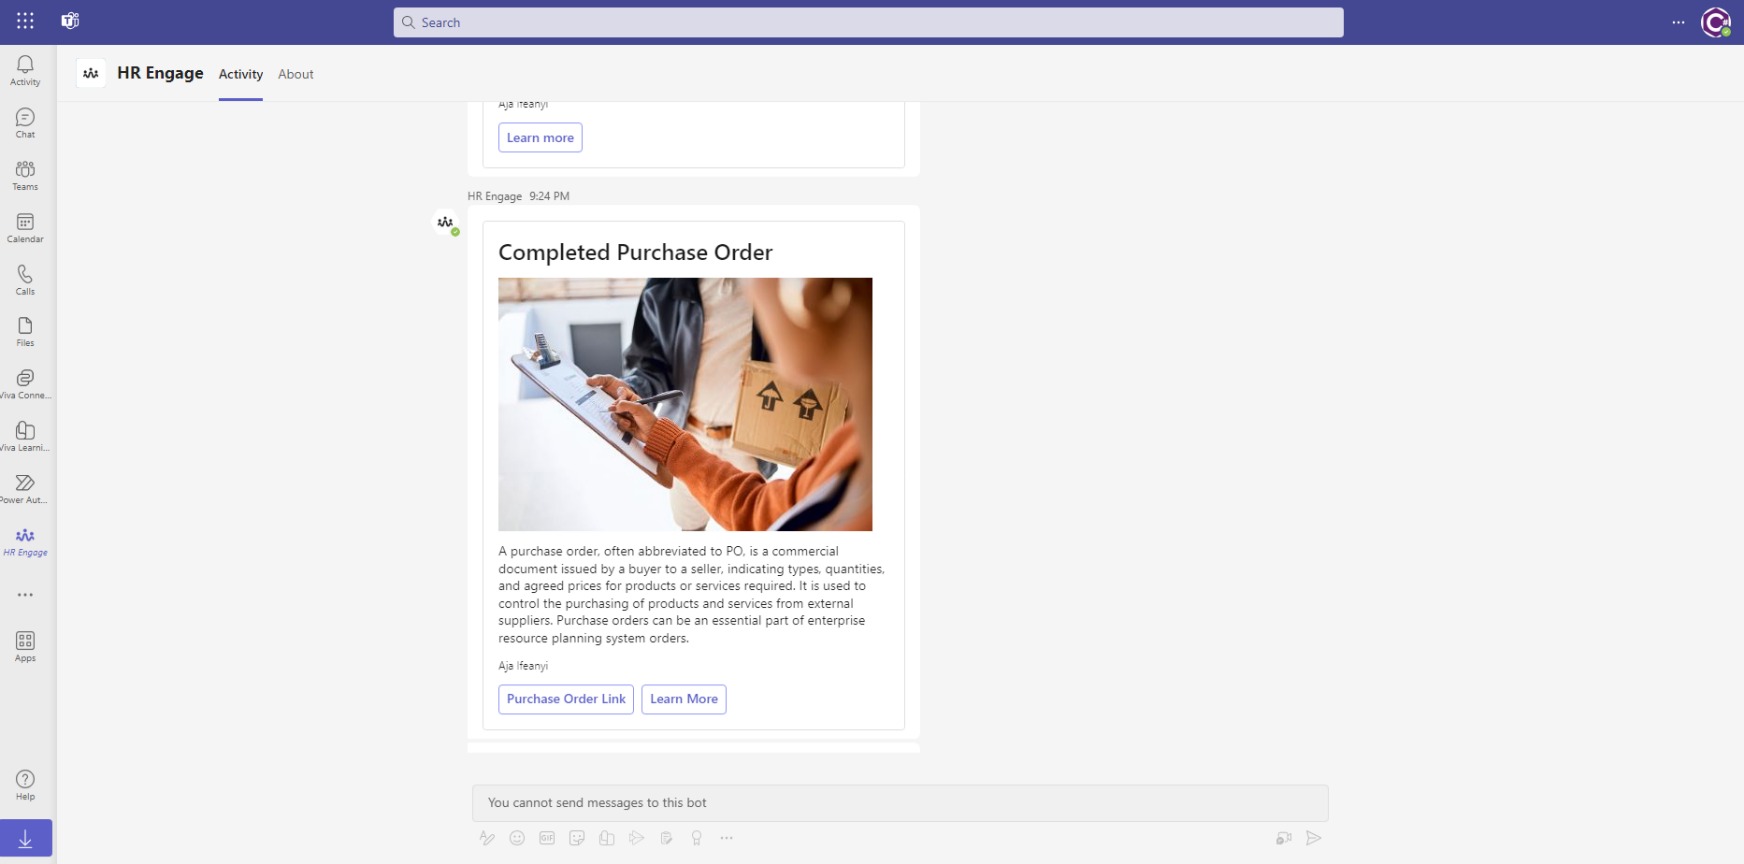 Search
HR Engage Activity About
Activity
Chat
Teams
Calendar
Calls
Files
Viva Conne...
Viva Learni...
Power Aut...
HR Engage
Apps
Help
Aja Ifeanyi
Learn more
HR Engage 9:24 PM
Completed Purchase Order
A purchase order, often abbreviated to PO, is a commercial
document issued by a buyer to a seller, indicating types, quantities,
and agreed prices for products or services required. It is used to
control the purchasing of products and services from external
suppliers. Purchase orders can be an essential part of enterprise
resource planning system orders.
Aja Ifeanyi
Purchase Order Link Learn More
You cannot send messages to this bot
GIF